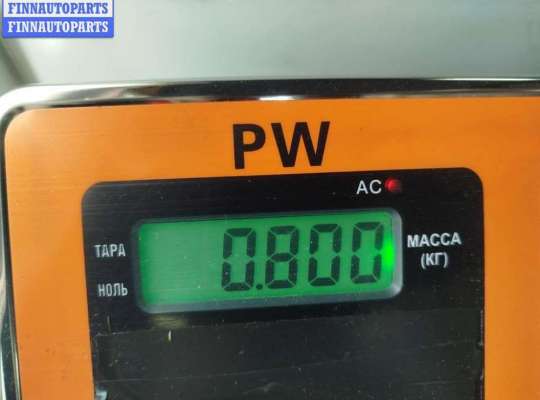 FINNAUTOPARTS
FINNAUTOPARTS
PW
AC
ТАРА
0.800
МАССА
(КГ)
НОЛЬ